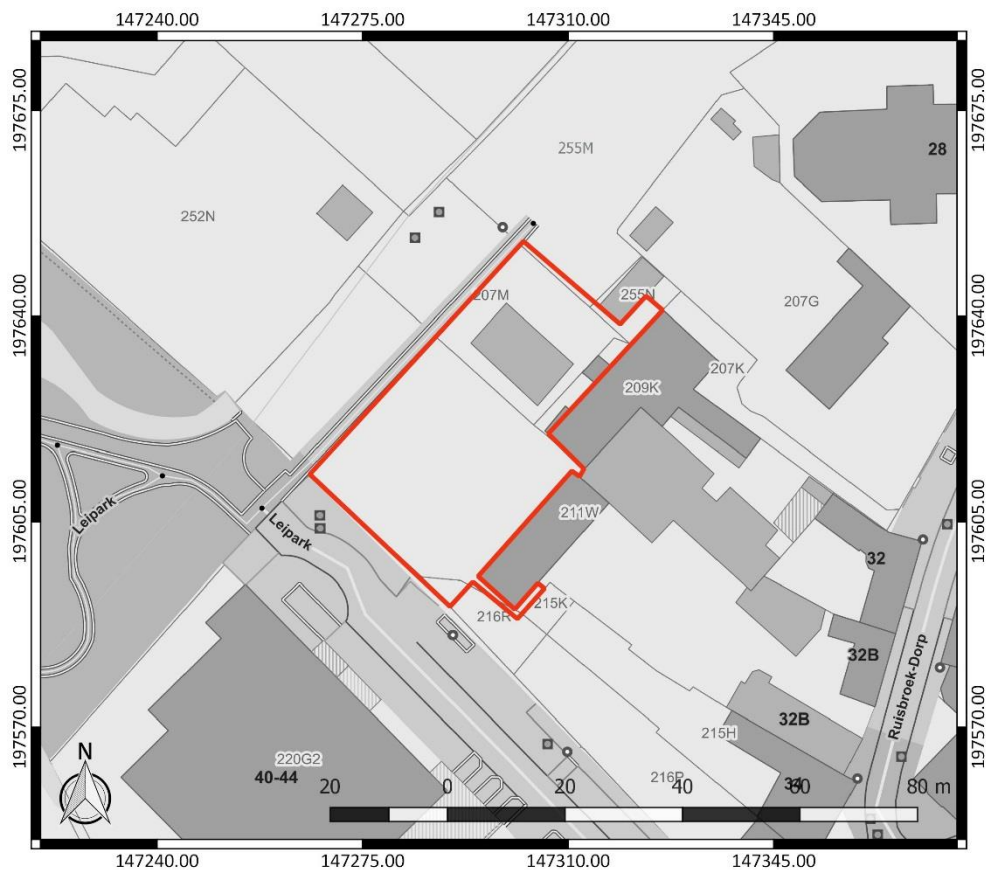 147240.00 147275.00 147310.00 147345.00
197675.00 197675.00
28
255M
252N
207M 255N 207G
197640.00 197640.00
207K
209K
Leipark
197605.00 197605.00
Leipark
211W
32
215K
216R
32B
Ruisbroek-Dorp
32B
215H
197570.00 197570.00
N
220G2
40-44
216P
34
20 0 20 40 60 80 m
147240.00 147275.00 147310.00 147345.00